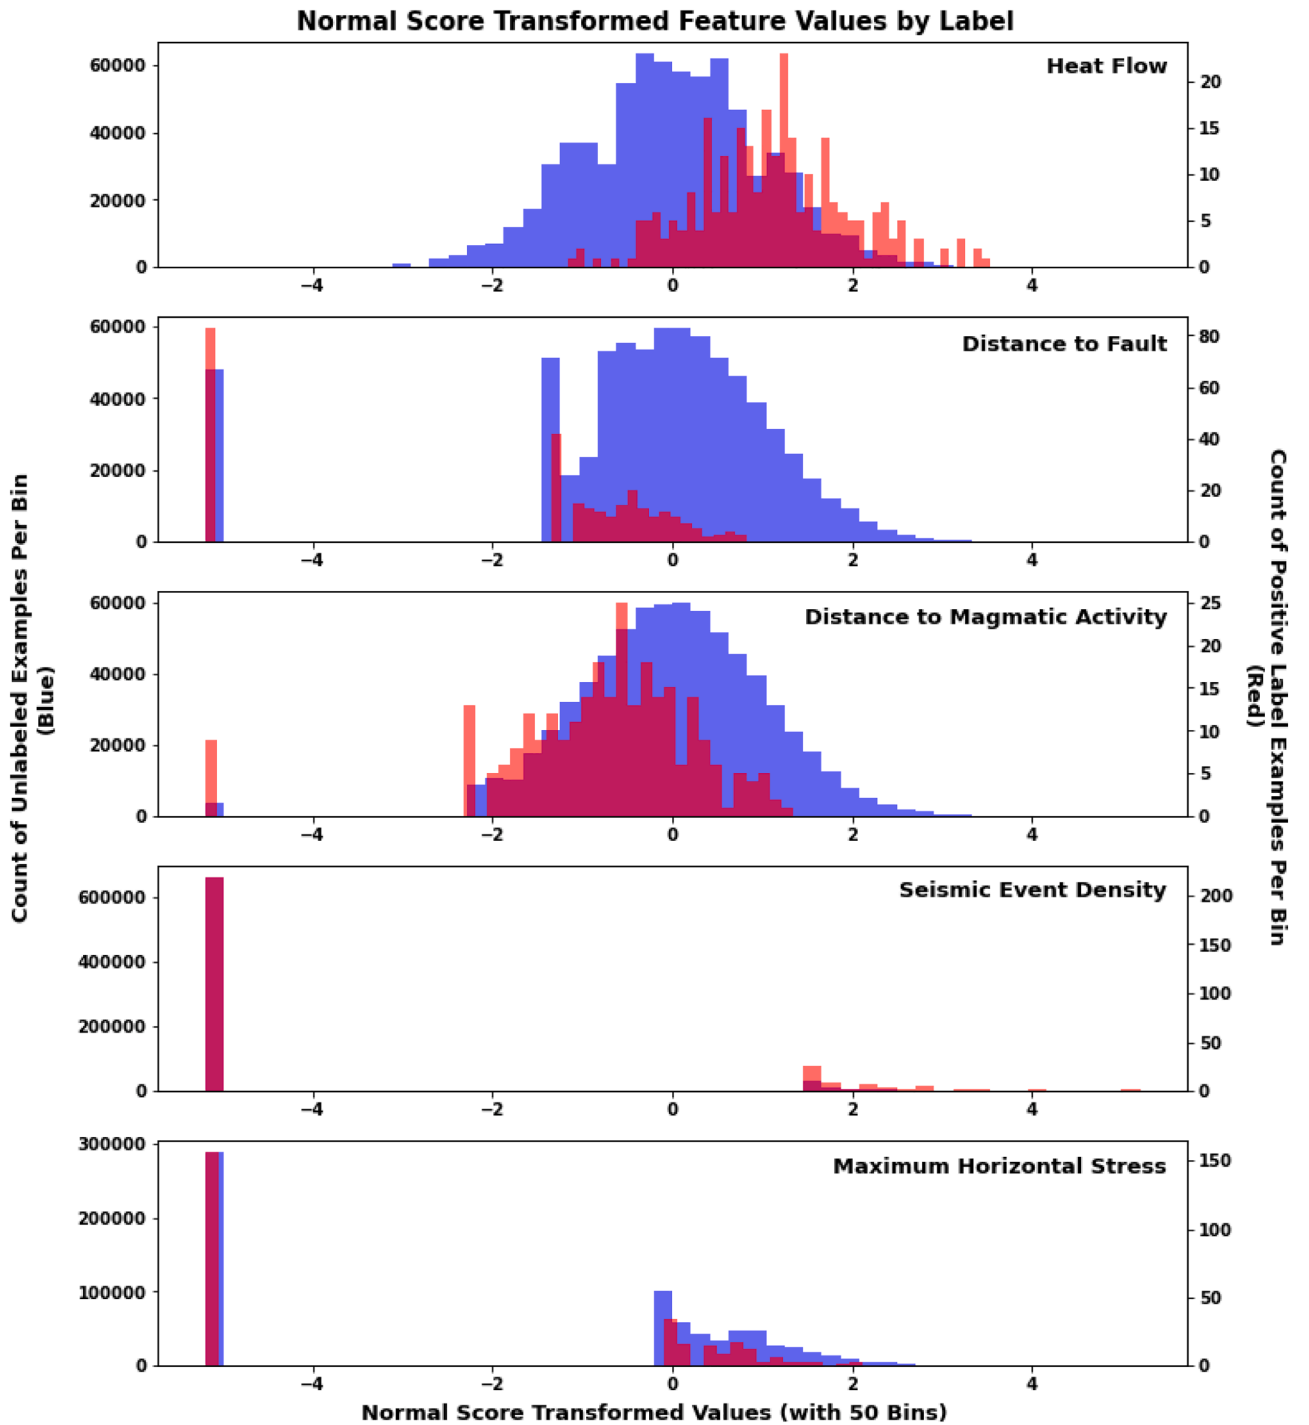 Normal Score Transformed Feature Values by Label
Count of Unlabeled Examples Per Bin
(Blue)
Count of Positive Label Examples Per Bin
(Red)
Heat Flow
60000
40000
20000
0
20
15
10
5
0
−4 −2 0 2 4
Distance to Fault
60000
40000
20000
0
80
60
40
20
0
−4 −2 0 2 4
Distance to Magmatic Activity
60000
40000
20000
0
25
20
15
10
5
0
−4 −2 0 2 4
Seismic Event Density
600000
400000
200000
0
200
150
100
50
0
−4 −2 0 2 4
Maximum Horizontal Stress
300000
200000
100000
0
150
100
50
0
−4 −2 0 2 4
Normal Score Transformed Values (with 50 Bins)